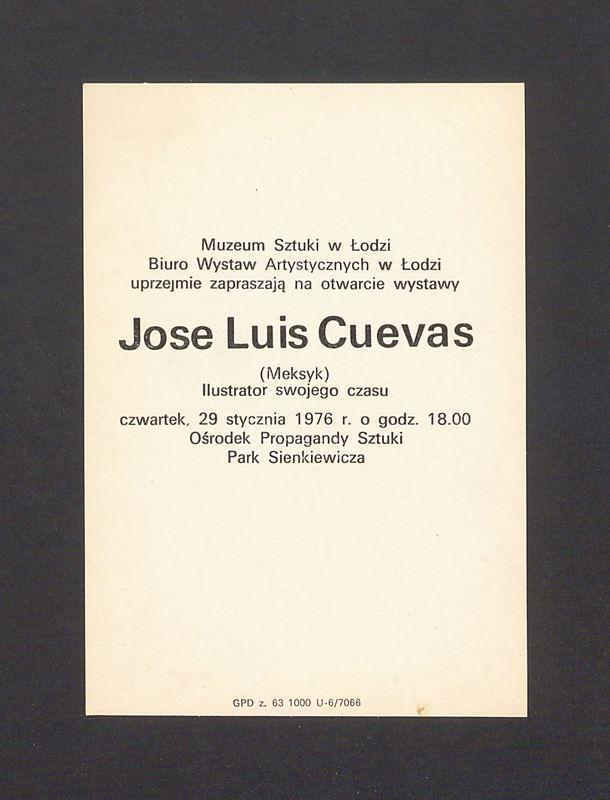 Muzeum Sztuki w Łodzi
Biuro Wystaw Artystycznych w Łodzi
uprzejmie zapraszają na otwarcie wystawy
Jose Luis Cuevas
(Meksyk)
Ilustrator swojego czasu
czwartek, 29 stycznia 1976 r. o godz. 18.00
Ośrodek Propagandy Sztuki
Park Sienkiewicza
GPD z. 63 1000 U-6/7066